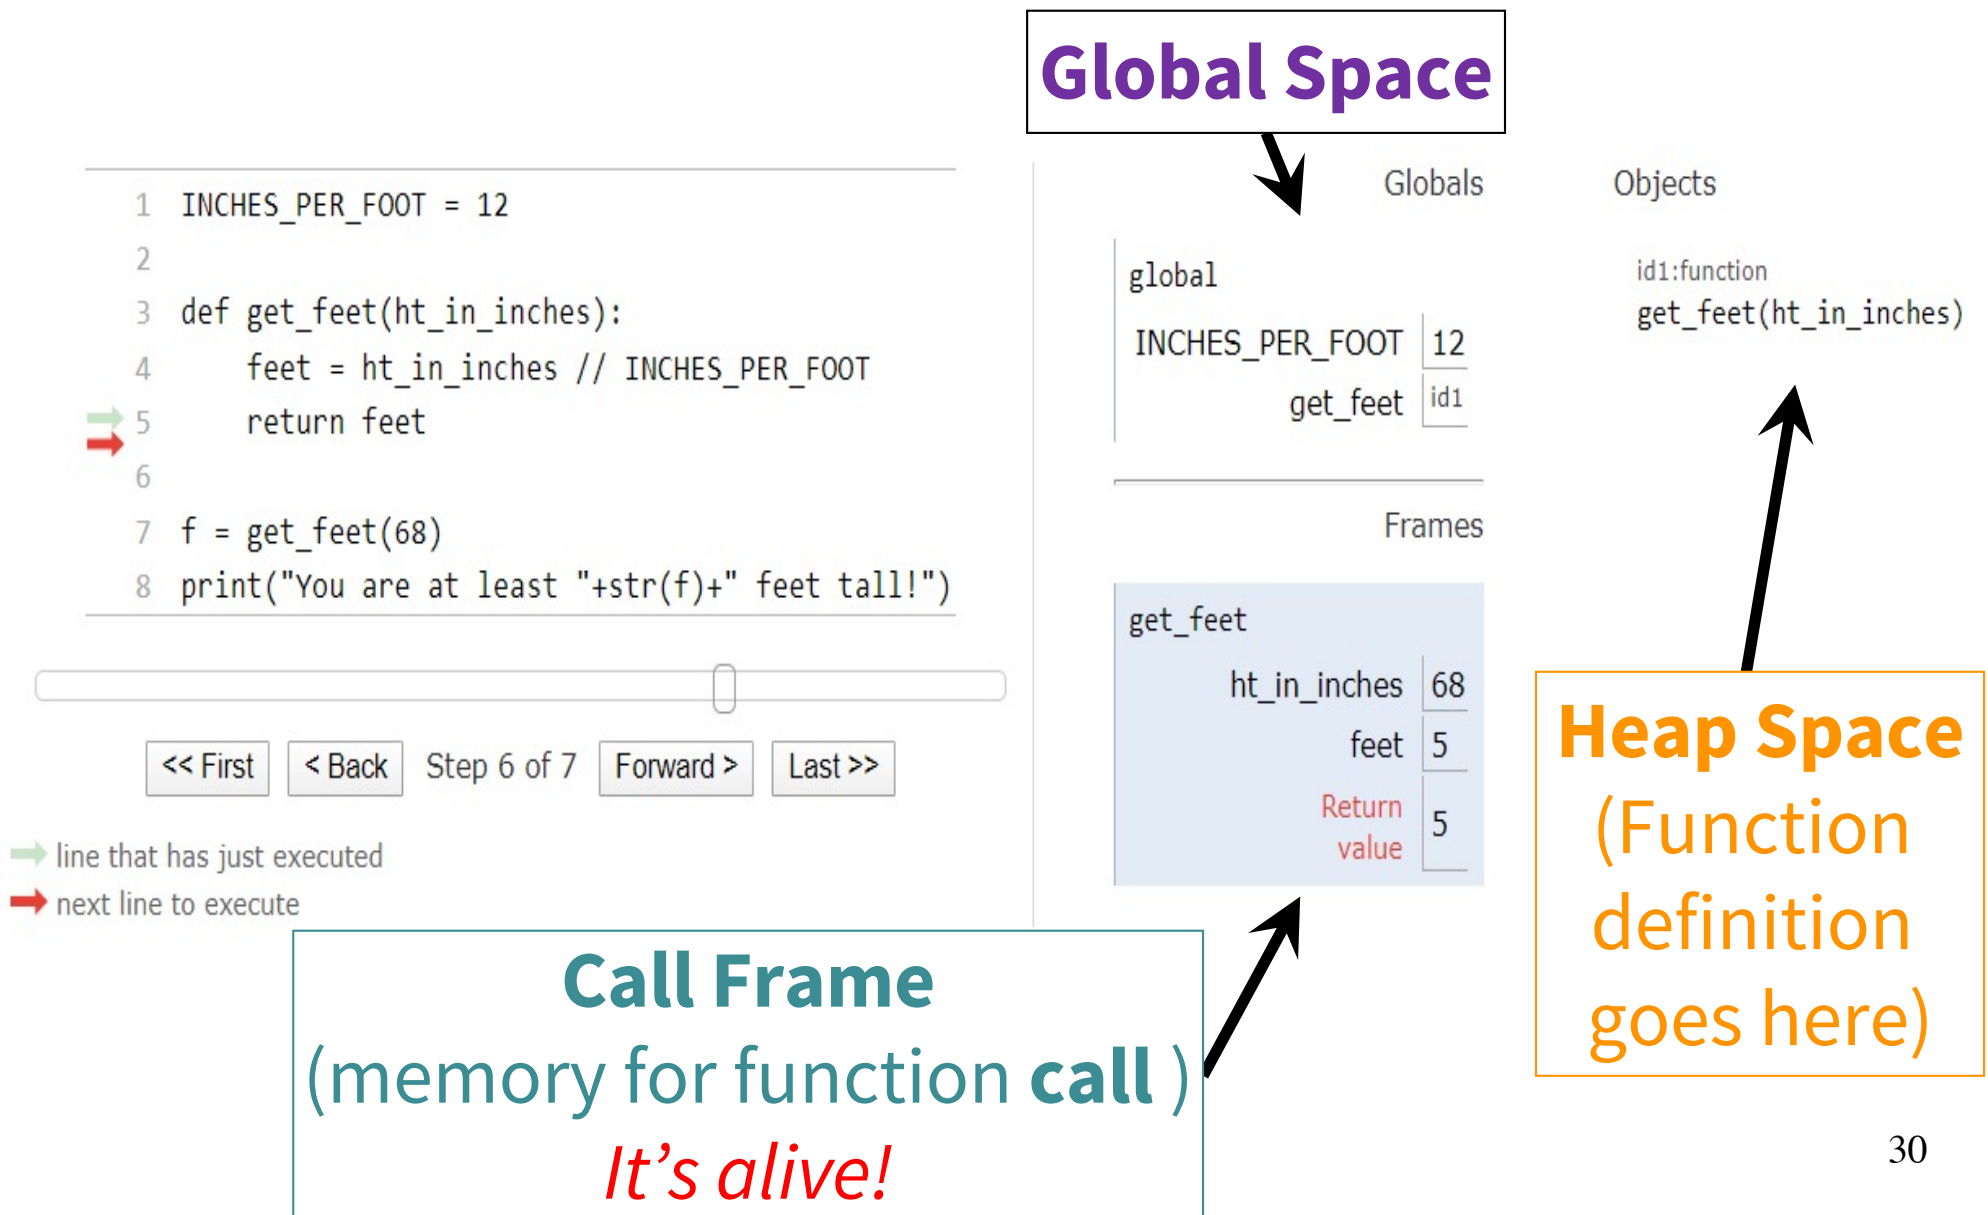 Global Space
1 INCHES_PER_FOOT = 12
2
3 def get_feet(ht_in_inches):
4     feet = ht_in_inches // INCHES_PER_FOOT
5     return feet
6
7 f = get_feet(68)
8 print("You are at least "+str(f)+" feet tall!")
<< First < Back Step 6 of 7 Forward > Last >>
line that has just executed
next line to execute
Globals
global
INCHES_PER_FOOT 12
get_feet id1
Frames
get_feet
ht_in_inches 68
feet 5
Return
value 5
Objects
id1:function
get_feet(ht_in_inches)
Heap Space
(Function
definition
goes here)
Call Frame
(memory for function call )
It’s alive!
30